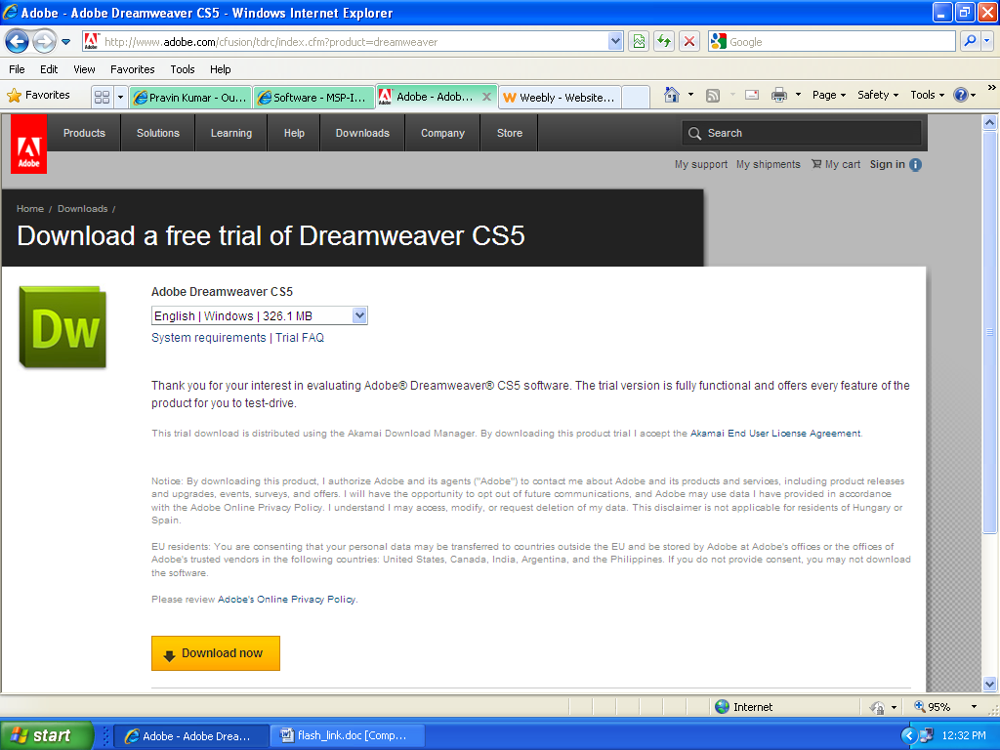 Adobe - Adobe Dreamweaver CS5 - Windows Internet Explorer
http://www.adobe.com/cfusion/tdrc/index.cfm?product=dreamweaver
Google
File Edit View Favorites Tools Help
Favorites
Pravin Kumar - Ou...
Software - MSP-I...
Adobe - Adob...
Weebly - Website...
Page Safety Tools
Adobe
Products Solutions Learning Help Downloads Company Store
Search
My support My shipments My cart Sign in
Home / Downloads /
Download a free trial of Dreamweaver CS5
Dw
Adobe Dreamweaver CS5
English | Windows | 326.1 MB
System requirements | Trial FAQ
Thank you for your interest in evaluating Adobe® Dreamweaver® CS5 software. The trial version is fully functional and offers every feature of the
product for you to test-drive.
This trial download is distributed using the Akamai Download Manager. By downloading this product trial I accept the Akamai End User License Agreement.
Notice: By downloading this product, I authorize Adobe and its agents ("Adobe") to contact me about Adobe and its products and services, including product releases
and upgrades, events, surveys, and offers. I will have the opportunity to opt out of future communications, and Adobe may use data I have provided in accordance
with the Adobe Online Privacy Policy. I understand I may access, modify, or request deletion of my data. This disclaimer is not applicable for residents of Hungary or
Spain.
EU residents: You are consenting that your personal data may be transferred to countries outside the EU and be stored by Adobe at Adobe's offices or the offices of
Adobe's trusted vendors in the following countries: United States, Canada, India, Argentina, and the Philippines. If you do not provide consent, you may not download
the software.
Please review Adobe's Online Privacy Policy.
Download now
Internet
95%
start
Adobe - Adobe Drea...
flash_link.doc [Comp...
12:32 PM